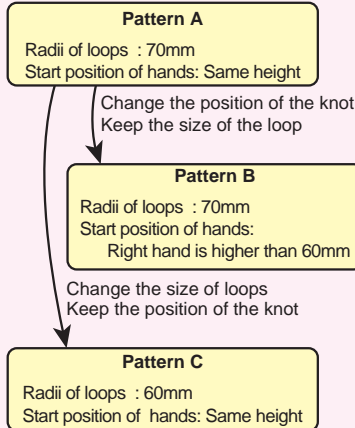 Pattern A
Radii of loops : 70mm
Start position of hands: Same height
Change the position of the knot
Keep the size of the loop
Pattern B
Radii of loops : 70mm
Start position of hands:
Right hand is higher than 60mm
Change the size of loops
Keep the position of the knot
Pattern C
Radii of loops : 60mm
Start position of hands: Same height